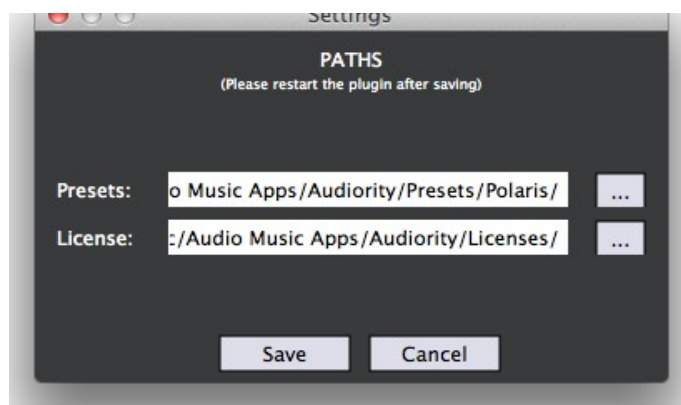 Settings
PATHS
(Please restart the plugin after saving)
Presets: o Music Apps/Audiority/Presets/Polaris/ ...
License: :/Audio Music Apps/Audiority/Licenses/ ...
Save Cancel